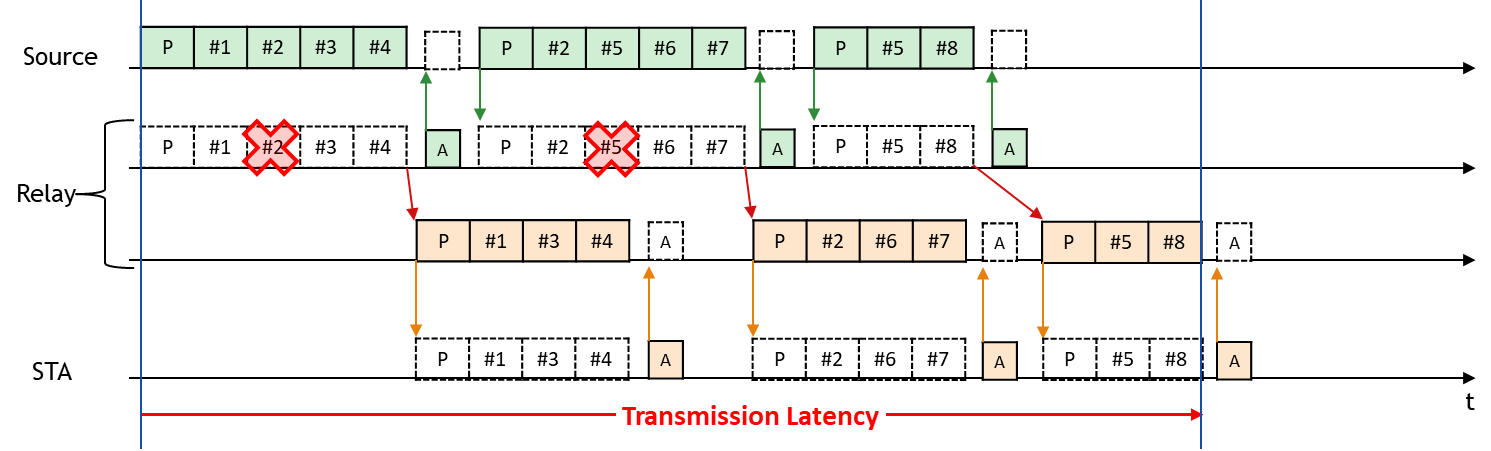 Source P #1 #2 #3 #4 P #2 #5 #6 #7 P #5 #8
P #1 #2 #3 #4 A P #2 #5 #6 #7 A P #5 #8 A
Relay
P #1 #3 #4 A P #2 #6 #7 A P #5 #8 A
STA P #1 #3 #4 A P #2 #6 #7 A P #5 #8 A
t
Transmission Latency